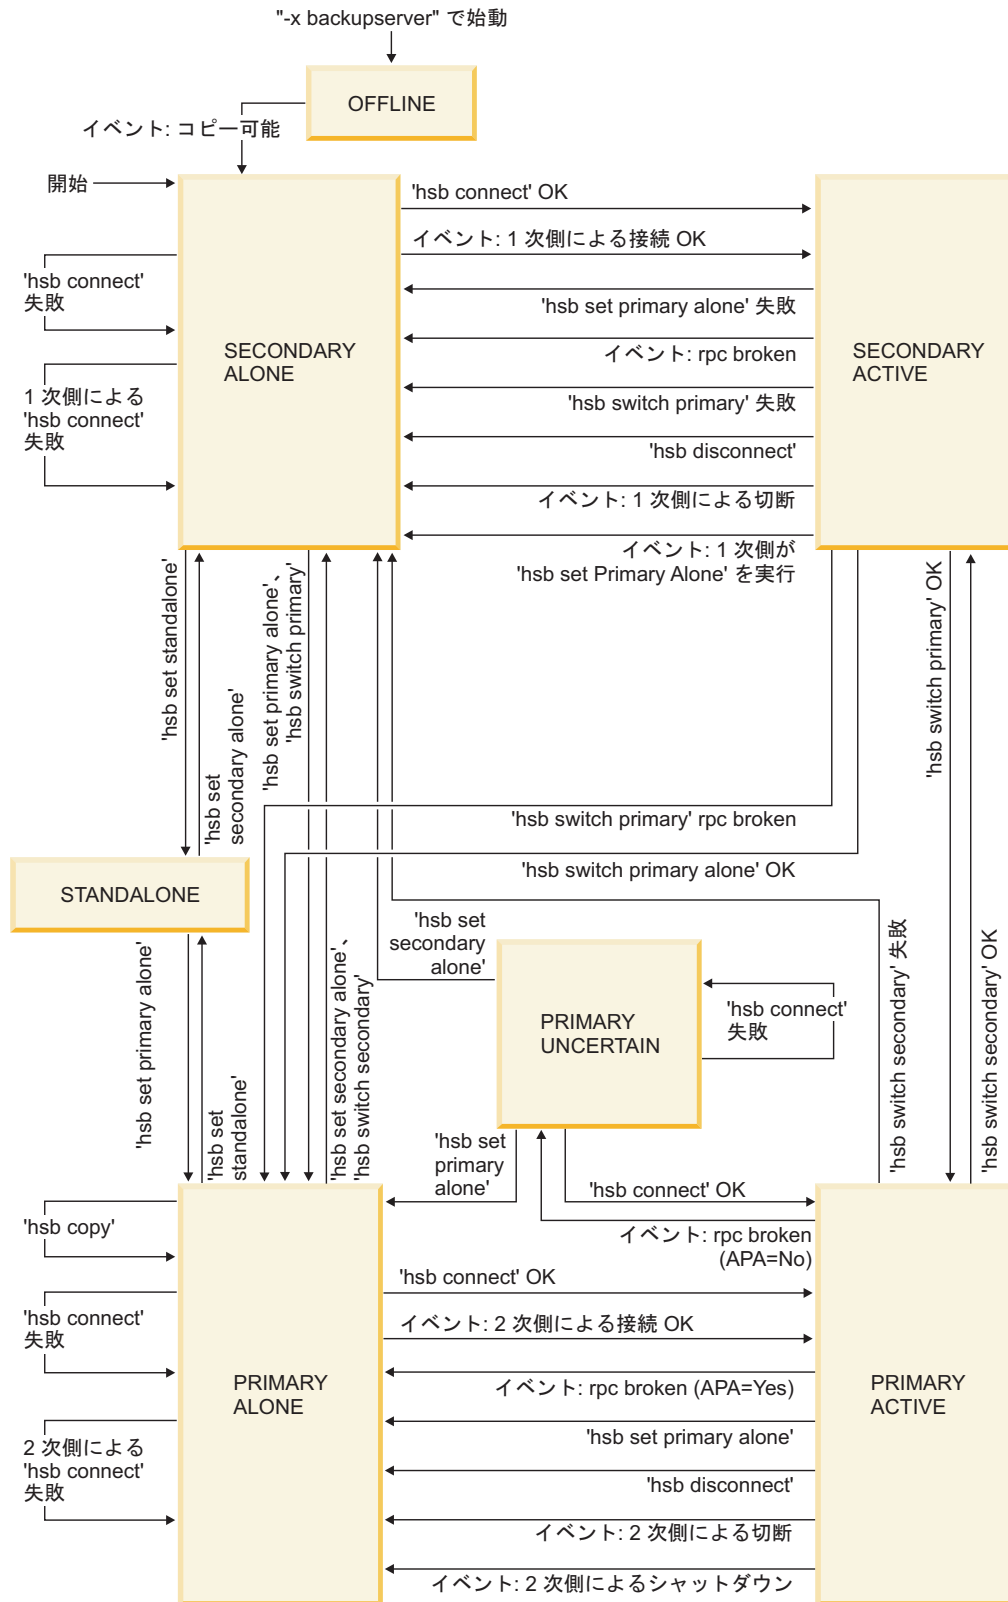 "-x backupserver" で始動
OFFLINE
イベント: コピー可能
開始
'hsb connect' OK
イベント: 1 次側による接続 OK
'hsb connect'
失敗
'hsb set primary alone' 失敗
SECONDARY
ALONE
イベント: rpc broken
SECONDARY
ACTIVE
1 次側による
'hsb connect'
失敗
'hsb switch primary' 失敗
'hsb disconnect'
イベント: 1 次側による切断
イベント: 1 次側が
'hsb set Primary Alone' を実行
'hsb set standalone'
'hsb set
secondary alone'
'hsb set primary alone'、
'hsb switch primary'
'hsb switch primary' OK
'hsb switch primary' rpc broken
'hsb switch primary alone' OK
STANDALONE
'hsb set
secondary
alone'
'hsb set primary alone'
'hsb set
standalone'
'hsb set secondary alone'、
'hsb switch secondary'
PRIMARY
UNCERTAIN
'hsb connect'
失敗
'hsb switch secondary' 失敗
'hsb switch secondary' OK
'hsb set
primary
alone'
'hsb connect' OK
'hsb copy'
イベント: rpc broken
(APA=No)
'hsb connect' OK
'hsb connect'
失敗
イベント: 2 次側による接続 OK
PRIMARY
ALONE
イベント: rpc broken (APA=Yes)
PRIMARY
ACTIVE
'hsb set primary alone'
2 次側による
'hsb connect'
失敗
'hsb disconnect'
イベント: 2 次側による切断
イベント: 2 次側によるシャットダウン